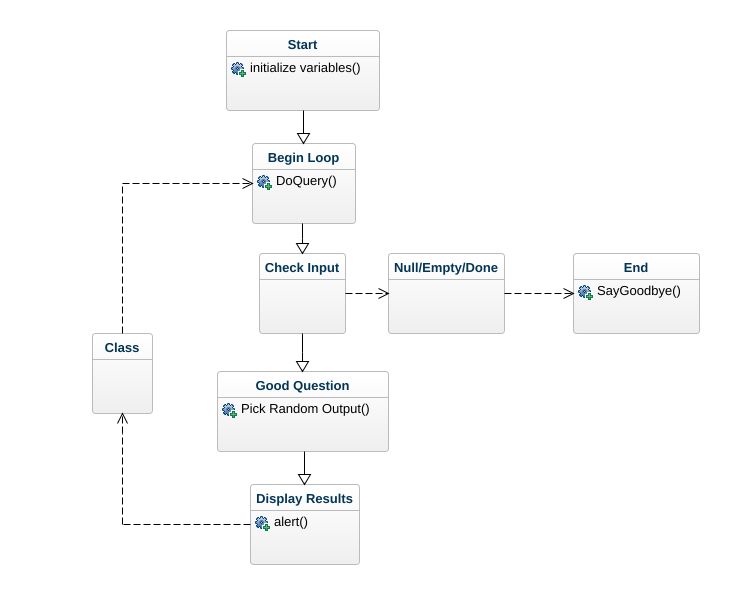 Start
initialize variables()
Begin Loop
DoQuery()
Check Input
Null/Empty/Done
End
SayGoodbye()
Class
Good Question
Pick Random Output()
Display Results
alert()